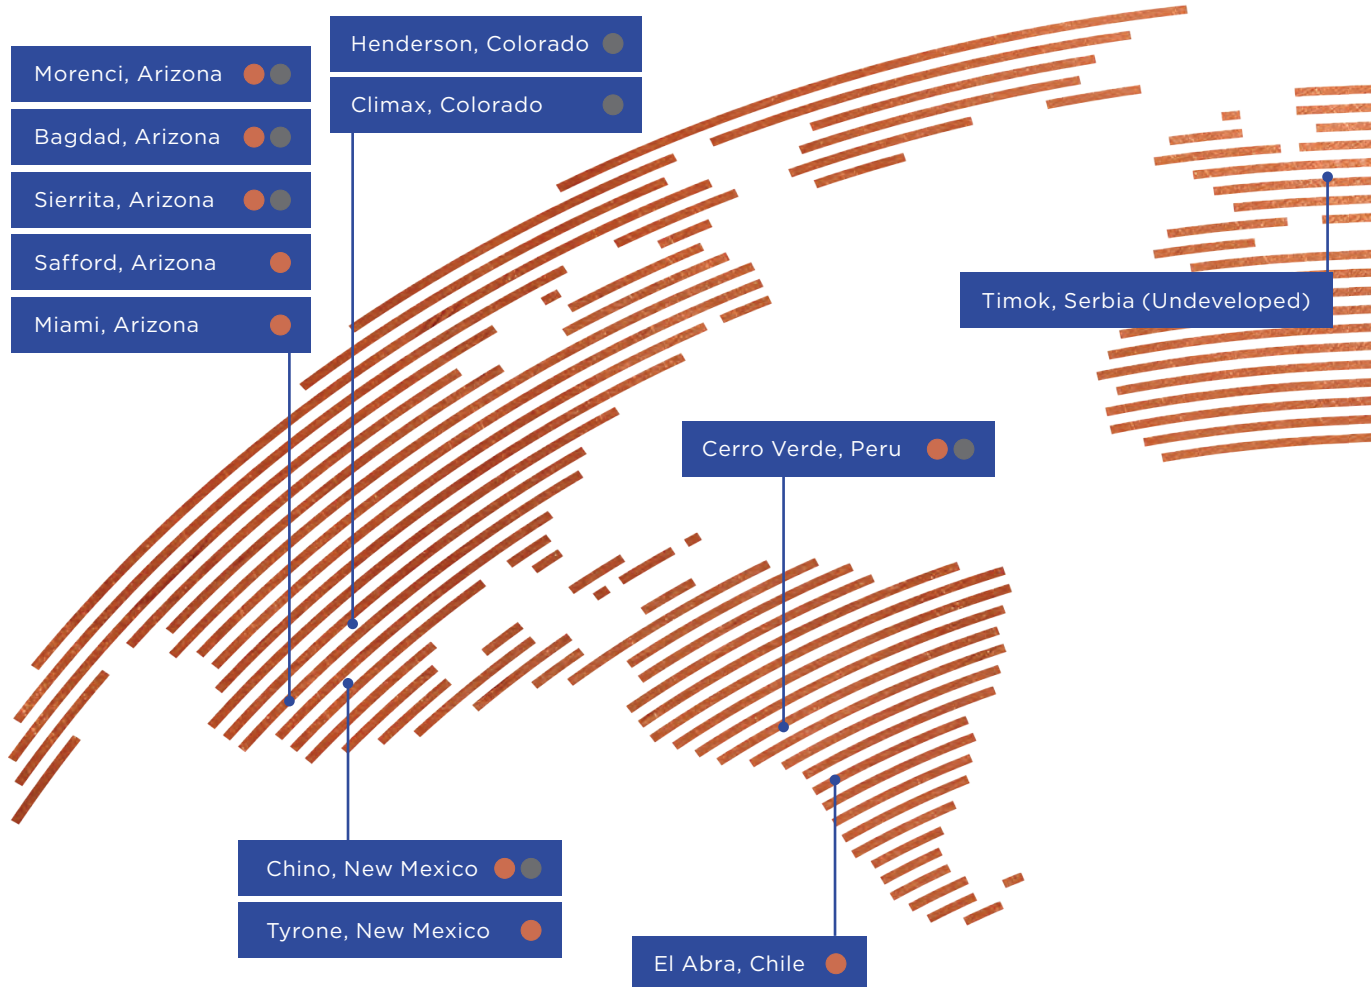 Henderson, Colorado
Climax, Colorado
Morenci, Arizona
Bagdad, Arizona
Sierrita, Arizona
Safford, Arizona
Miami, Arizona
Timok, Serbia (Undeveloped)
Cerro Verde, Peru
Chino, New Mexico
Tyrone, New Mexico
El Abra, Chile